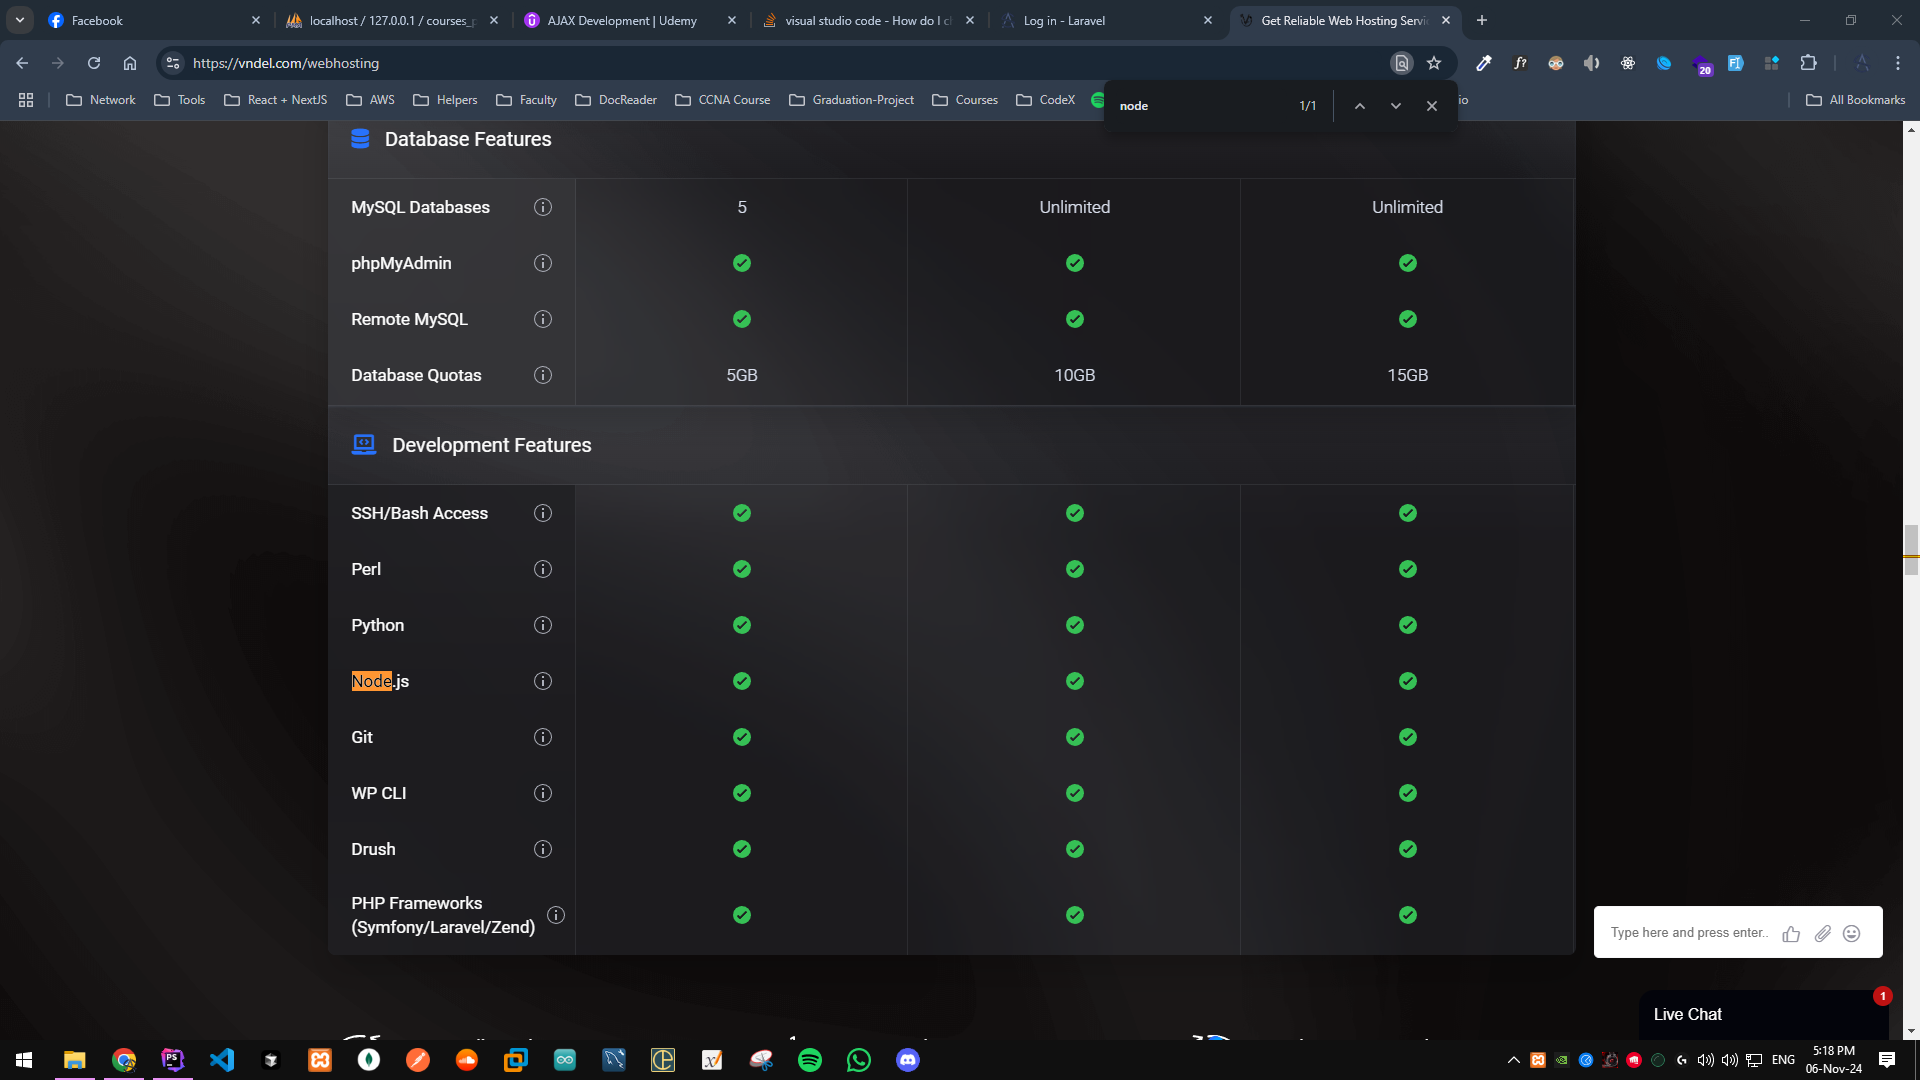 Facebook
localhost / 127.0.0.1 / courses_p
AJAX Development | Udemy
visual studio code - How do I c
Log in - Laravel
Get Reliable Web Hosting Servi
https://vndel.com/webhosting
f?
20
Network
Tools
React + NextJS
AWS
Helpers
Faculty
DocReader
CCNA Course
Graduation-Project
Courses
CodeX
io
All Bookmarks
node
1/1
Database Features
MySQL Databases
5
Unlimited
Unlimited
phpMyAdmin
Remote MySQL
Database Quotas
5GB
10GB
15GB
Development Features
SSH/Bash Access
Perl
Python
Node.js
Git
WP CLI
Drush
PHP Frameworks
(Symfony/Laravel/Zend)
Type here and press enter..
Live Chat
1
PS
ENG
5:18 PM
06-Nov-24